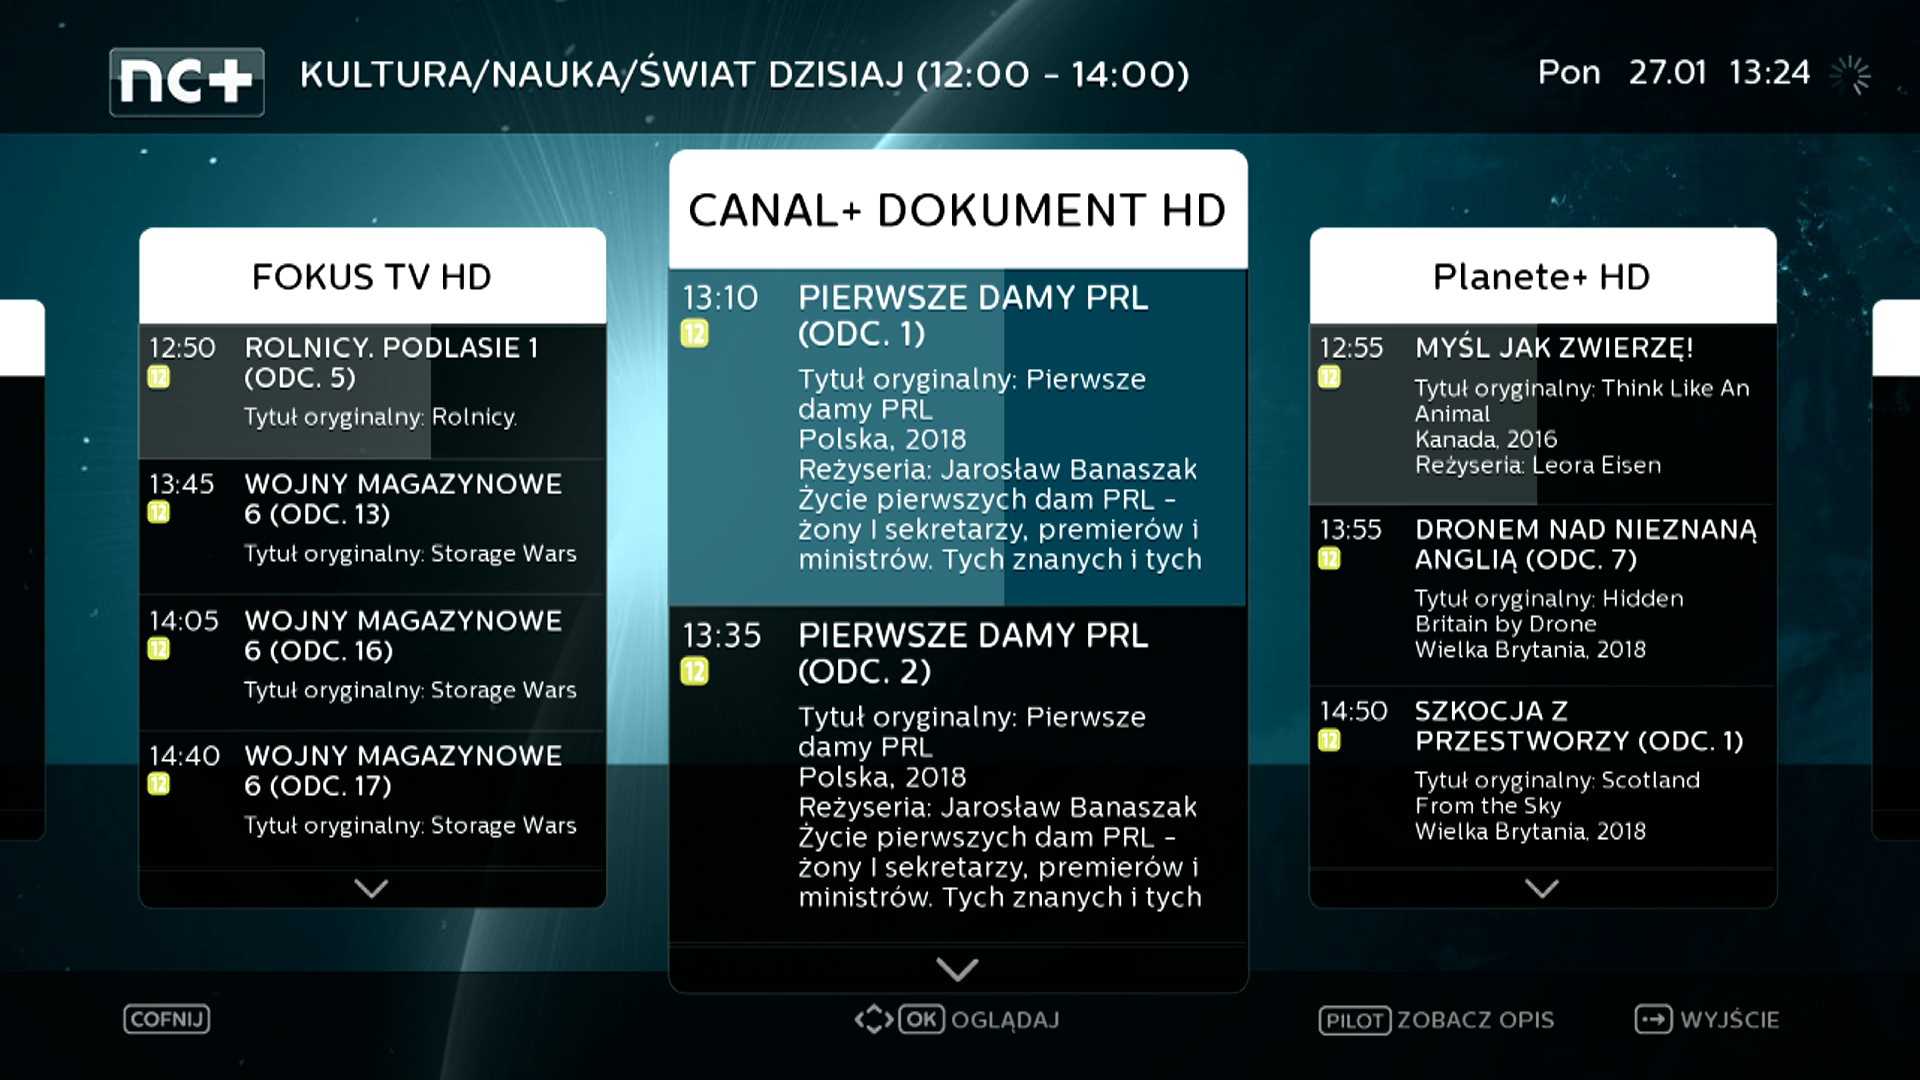 nc+
KULTURA/NAUKA/ŚWIAT DZISIAJ (12:00 - 14:00)
Pon 27.01 13:24
FOKUS TV HD
12:50 ROLNICY. PODLASIE 1
12 (ODC. 5)
Tytuł oryginalny: Rolnicy.
13:45 WOJNY MAGAZYNOWE
12 6 (ODC. 13)
Tytuł oryginalny: Storage Wars
14:05 WOJNY MAGAZYNOWE
12 6 (ODC. 16)
Tytuł oryginalny: Storage Wars
14:40 WOJNY MAGAZYNOWE
12 6 (ODC. 17)
Tytuł oryginalny: Storage Wars
CANAL+ DOKUMENT HD
13:10 PIERWSZE DAMY PRL
12 (ODC. 1)
Tytuł oryginalny: Pierwsze
damy PRL
Polska, 2018
Reżyseria: Jarosław Banaszak
Życie pierwszych dam PRL -
żony I sekretarzy, premierów i
ministrów. Tych znanych i tych
13:35 PIERWSZE DAMY PRL
12 (ODC. 2)
Tytuł oryginalny: Pierwsze
damy PRL
Polska, 2018
Reżyseria: Jarosław Banaszak
Życie pierwszych dam PRL -
żony I sekretarzy, premierów i
ministrów. Tych znanych i tych
Planete+ HD
12:55 MYŚL JAK ZWIERZĘ!
12
Tytuł oryginalny: Think Like An
Animal
Kanada, 2016
Reżyseria: Leora Eisen
13:55 DRONEM NAD NIEZNANĄ
12 ANGLIĄ (ODC. 7)
Tytuł oryginalny: Hidden
Britain by Drone
Wielka Brytania, 2018
14:50 SZKOCJA Z
12 PRZESTWORZY (ODC. 1)
Tytuł oryginalny: Scotland
From the Sky
Wielka Brytania, 2018
COFNIJ
OK OGLĄDAJ
PILOT ZOBACZ OPIS
WYJŚCIE